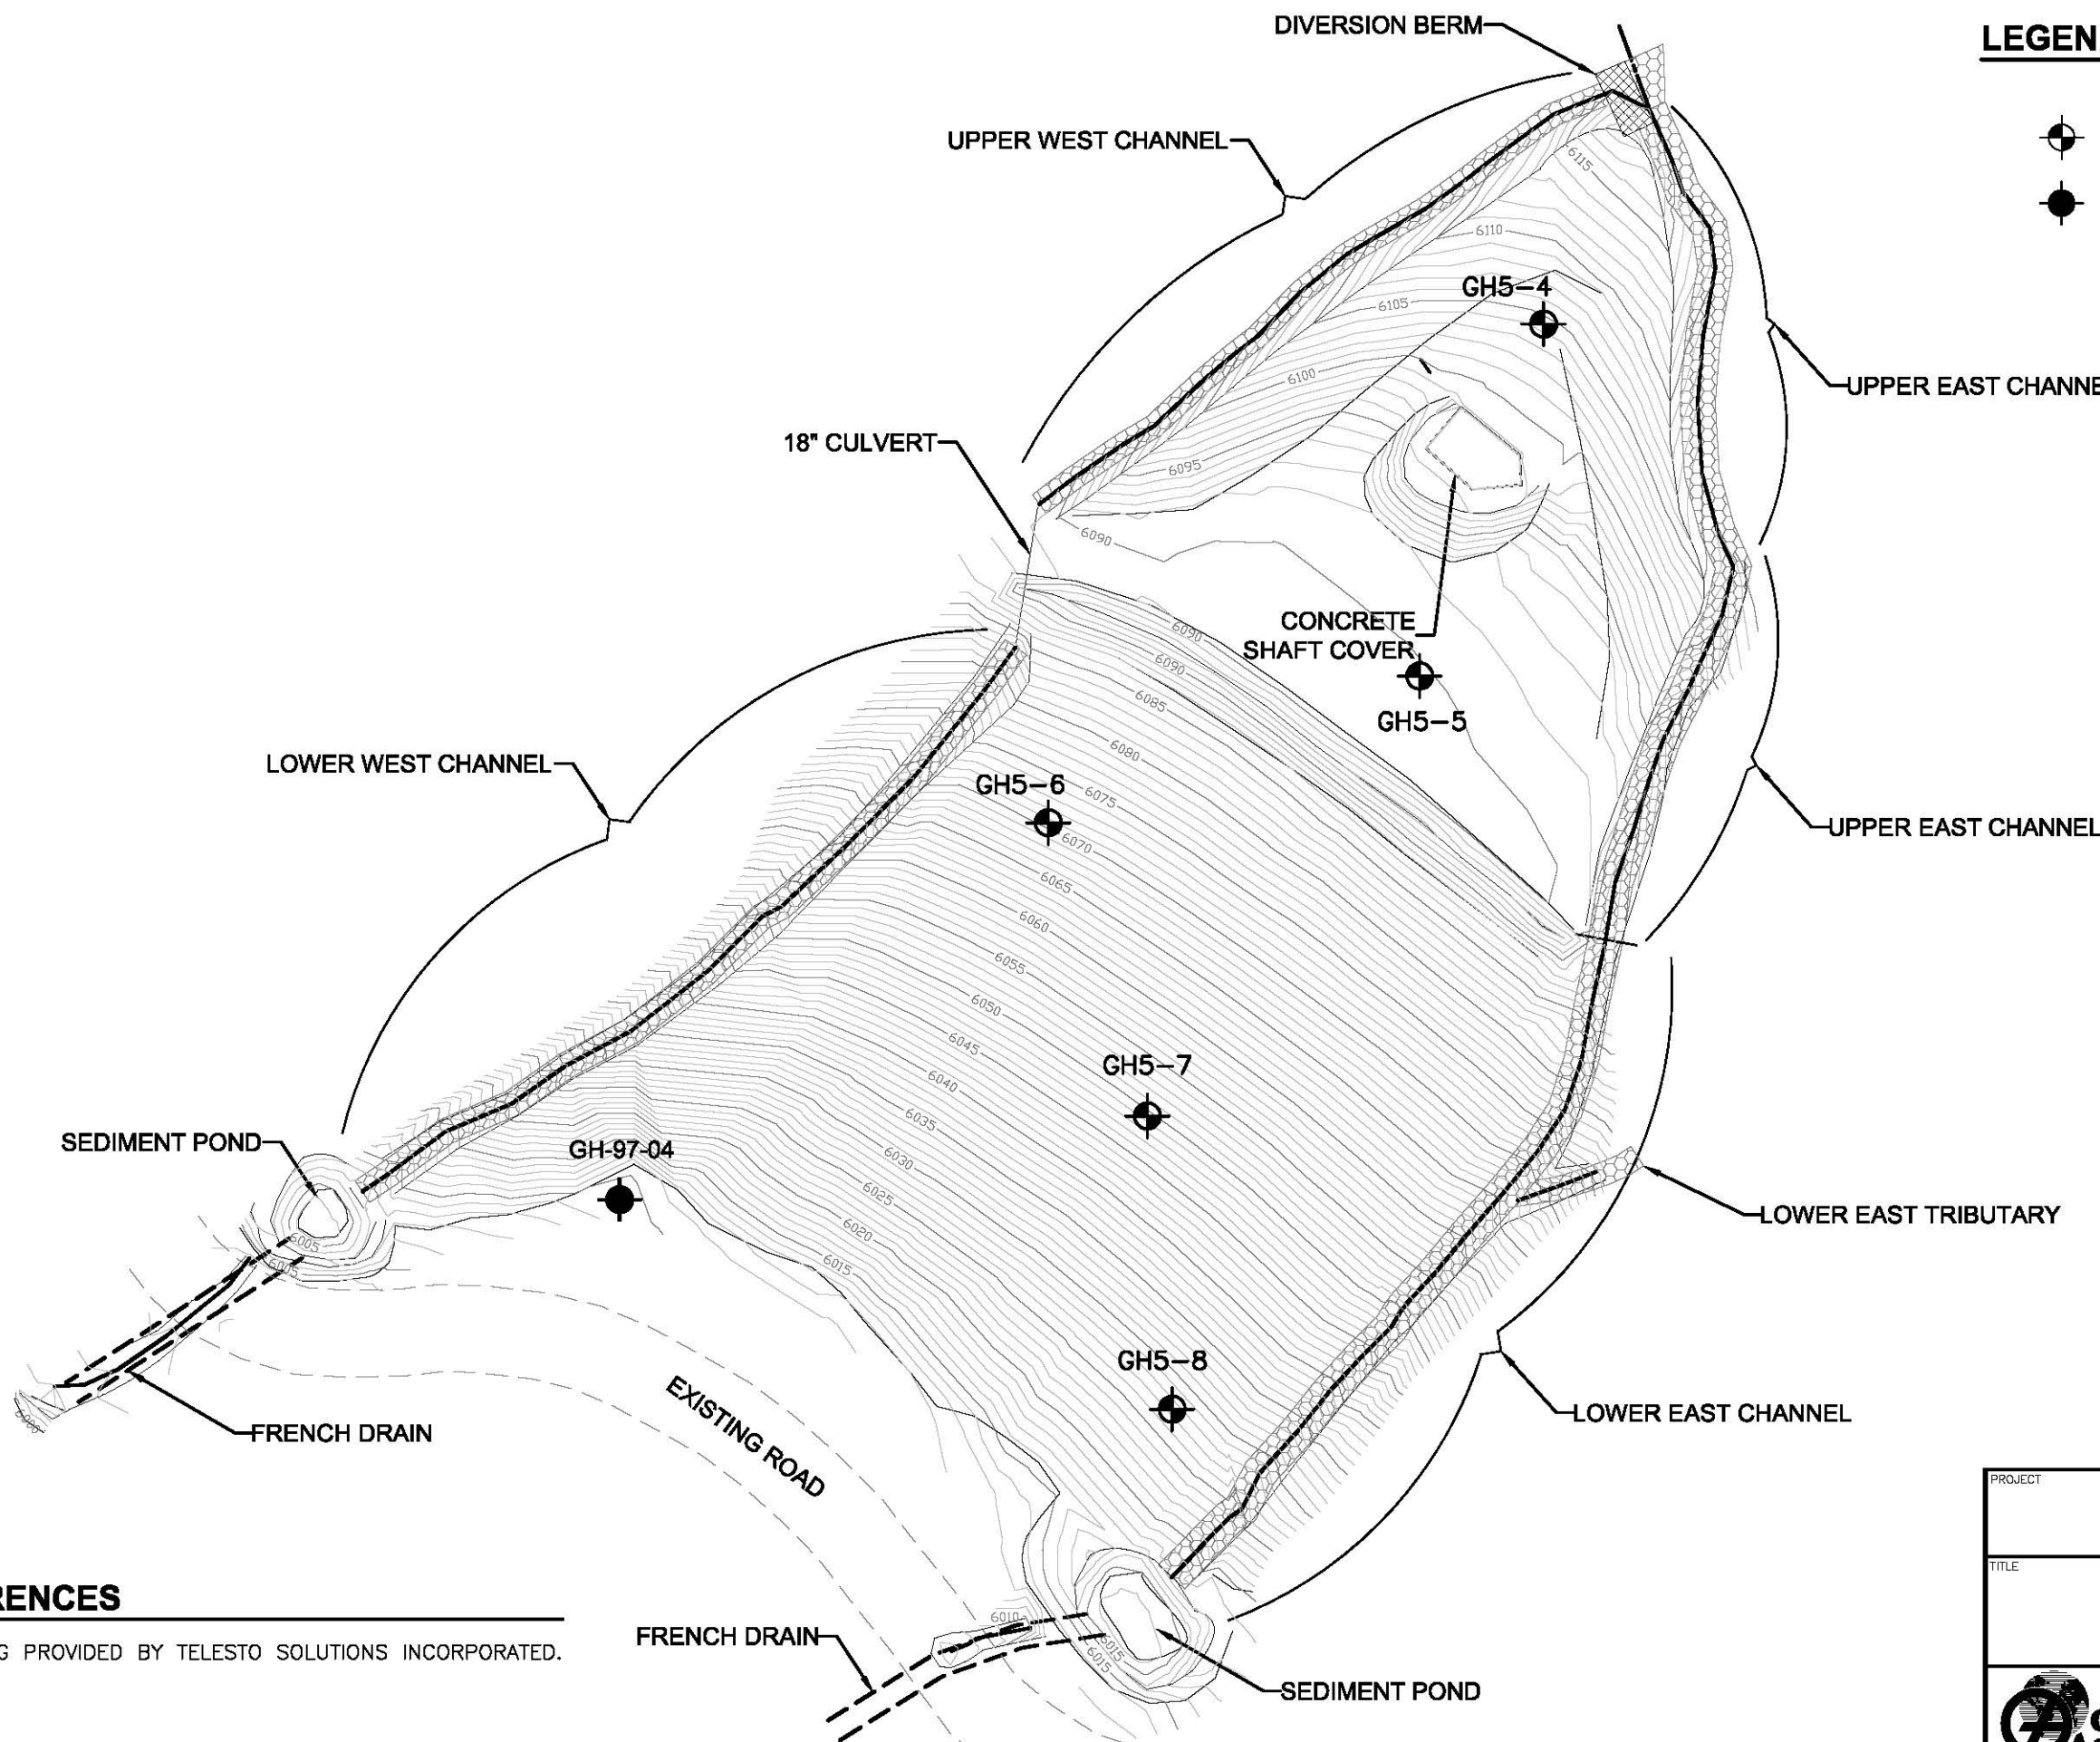 DIVERSION BERM
LEGEN
UPPER WEST CHANNEL
6115
6110
GH5-4
6105
6100
UPPER EAST CHANNE
18" CULVERT
6095
6090
CONCRETE
SHAFT COVER
6090
6090
6085
GH5-5
6080
LOWER WEST CHANNEL
GH5-6
6075
UPPER EAST CHANNEL
6070
6065
6060
6055
6050
6045
GH5-7
6040
6035
SEDIMENT POND
GH-97-04
6030
6025
LOWER EAST TRIBUTARY
6020
6005
6005
6015
GH5-8
EXISTING ROAD
6000
FRENCH DRAIN
LOWER EAST CHANNEL
PROJECT
TITLE
RENCES
G PROVIDED BY TELESTO SOLUTIONS INCORPORATED.
6010
FRENCH DRAIN
6015
6015
SEDIMENT POND